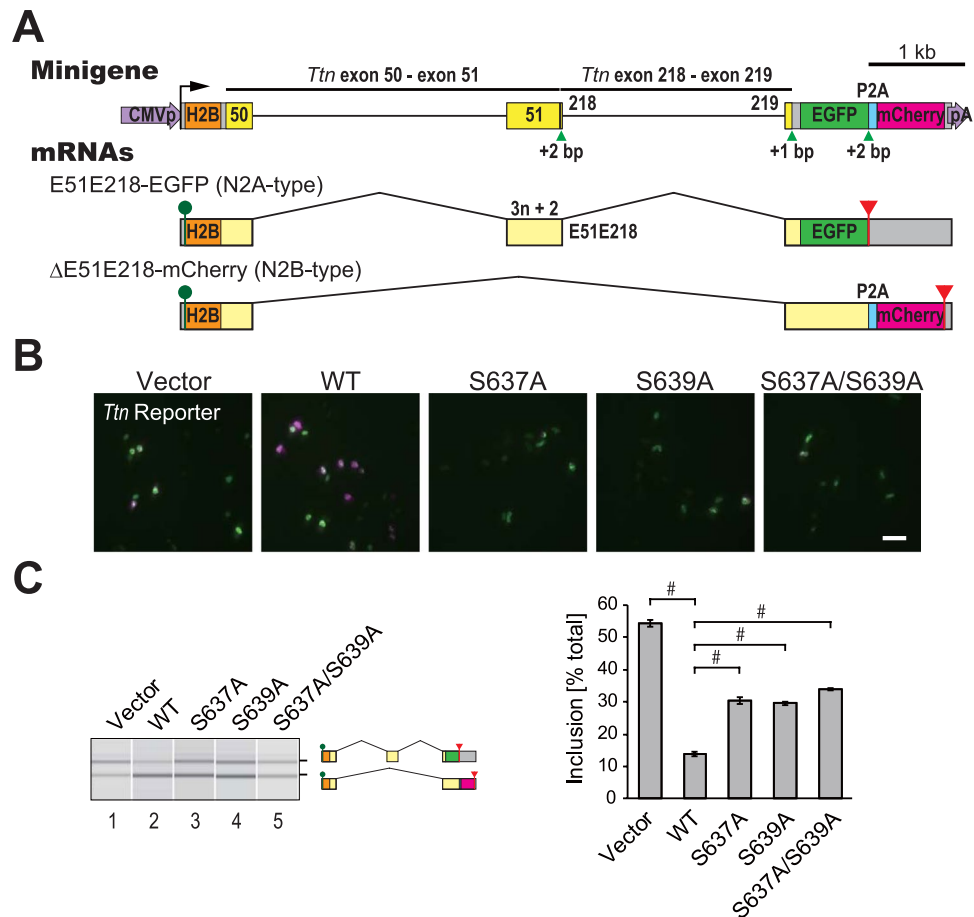 A
1 kb
Minigene
Ttn exon 50 - exon 51
Ttn exon 218 - exon 219
P2A
CMVp
H2B
50
51
218
219
EGFP
mCherry
pA
+2 bp
+1 bp
+2 bp
mRNAs
E51E218-EGFP (N2A-type)
3n + 2
H2B
E51E218
EGFP
ΔE51E218-mCherry (N2B-type)
P2A
H2B
mCherry
B
Vector
WT
S637A
S639A
S637A/S639A
Ttn Reporter
C
Vector
WT
S637A
S639A
S637A/S639A
1
2
3
4
5
Inclusion [% total]
60
50
40
30
20
10
0
#
#
#
#
Vector
WT
S637A
S639A
S637A/S639A